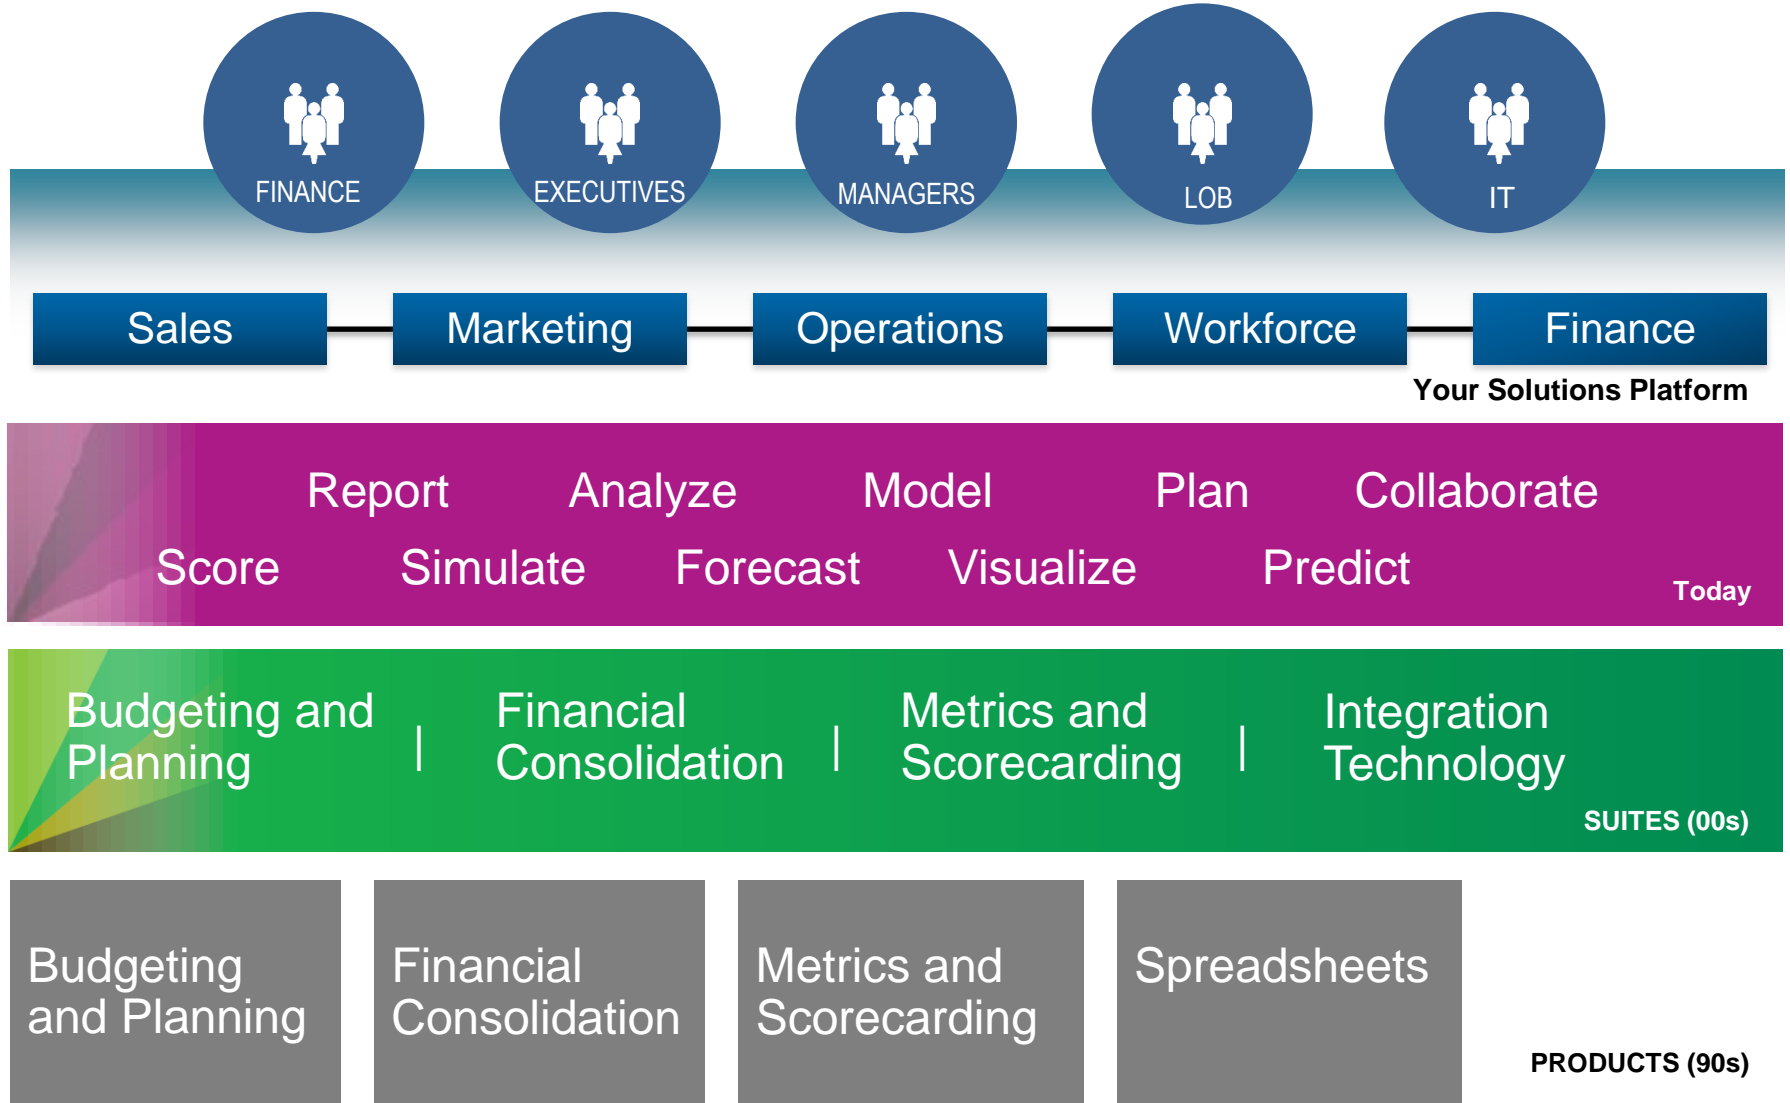 FINANCE EXECUTIVES MANAGERS LOB IT
Sales Marketing Operations Workforce Finance
Your Solutions Platform
Report Analyze Model Plan Collaborate
Score Simulate Forecast Visualize Predict
Today
Budgeting and
Planning
|
Financial
Consolidation
|
Metrics and
Scorecarding
|
Integration
Technology
SUITES (00s)
Budgeting
and Planning
Financial
Consolidation
Metrics and
Scorecarding
Spreadsheets
PRODUCTS (90s)